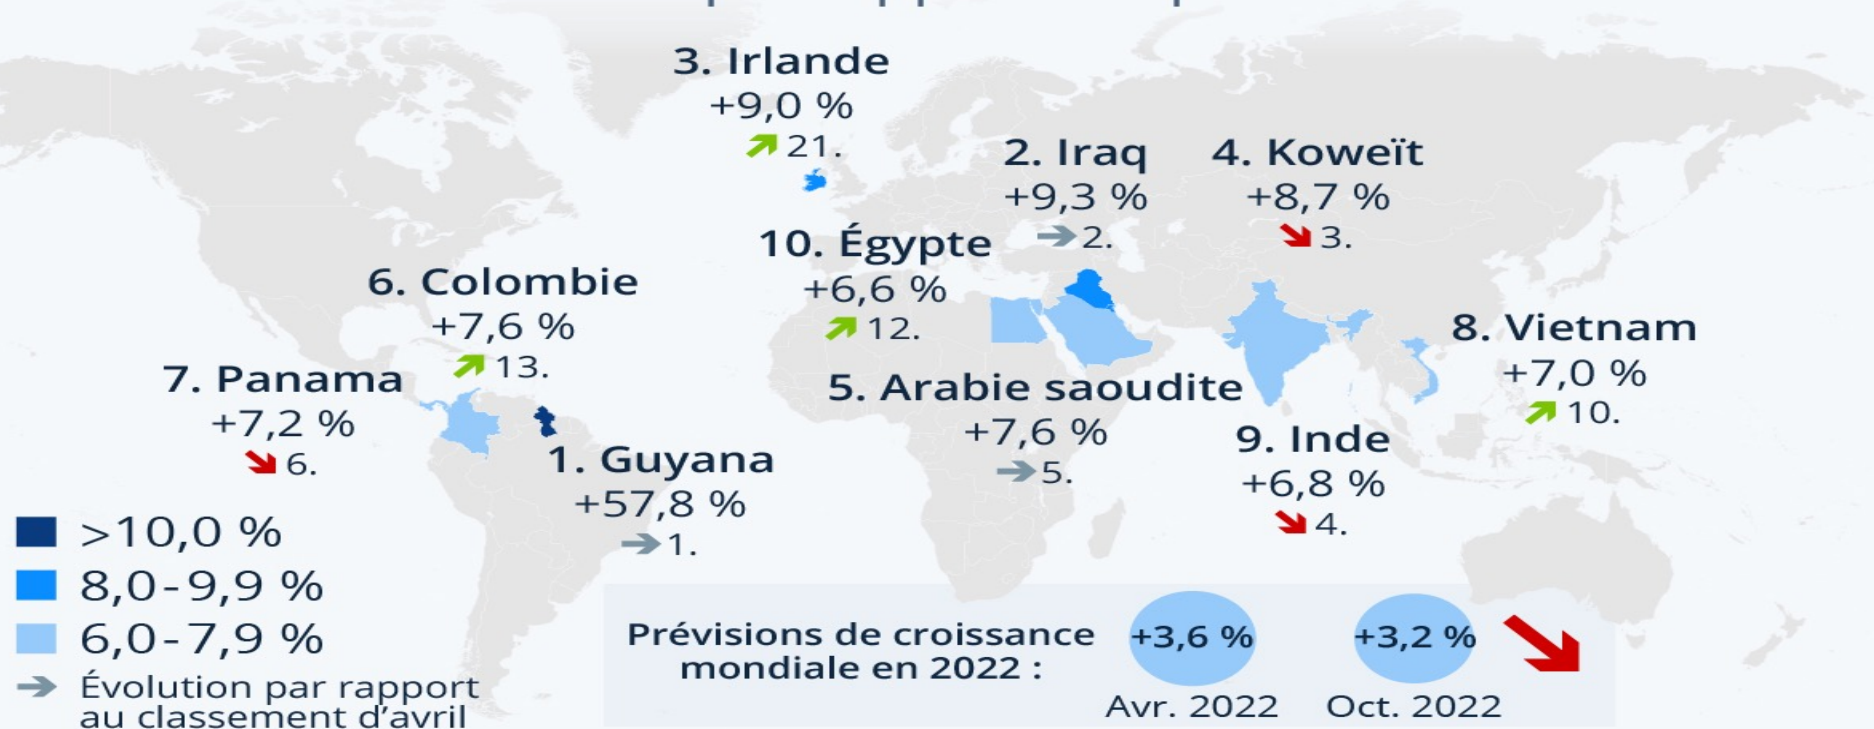 3. Irlande
+9,0 %
21.
2. Iraq
+9,3 %
2.
4. Koweït
+8,7 %
3.
10. Égypte
+6,6 %
12.
6. Colombie
+7,6 %
13.
8. Vietnam
+7,0 %
10.
7. Panama
+7,2 %
6.
5. Arabie saoudite
+7,6 %
5.
9. Inde
+6,8 %
4.
1. Guyana
+57,8 %
1.
>10,0 %
8,0-9,9 %
6,0-7,9 %
Évolution par rapport
au classement d’avril
Prévisions de croissance
mondiale en 2022 :
+3,6 %
Avr. 2022
+3,2 %
Oct. 2022